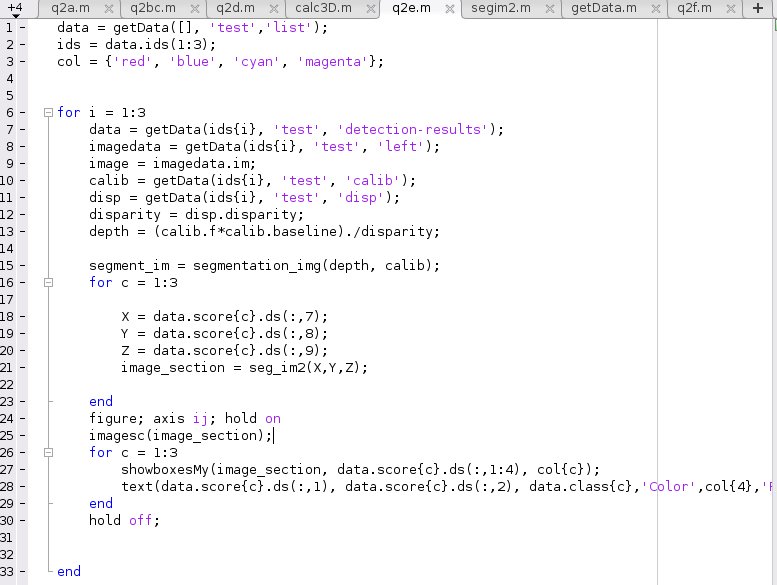 +4 q2a.m q2bc.m q2d.m calc3D.m q2e.m segim2.m getData.m q2f.m +
1 - data = getData([], 'test','list');
2 - ids = data.ids(1:3);
3 - col = {'red', 'blue', 'cyan', 'magenta'};
4
5
6 - for i = 1:3
7 - data = getData(ids{i}, 'test', 'detection-results');
8 - imagedata = getData(ids{i}, 'test', 'left');
9 - image = imagedata.im;
10 - calib = getData(ids{i}, 'test', 'calib');
11 - disp = getData(ids{i}, 'test', 'disp');
12 - disparity = disp.disparity;
13 - depth = (calib.f*calib.baseline)./disparity;
14
15 - segment_im = segmentation_img(depth, calib);
16 - for c = 1:3
17
18 - X = data.score{c}.ds(:,7);
19 - Y = data.score{c}.ds(:,8);
20 - Z = data.score{c}.ds(:,9);
21 - image_section = seg_im2(X,Y,Z);
22
23 - end
24 - figure; axis ij; hold on
25 - imagesc(image_section);
26 - for c = 1:3
27 - showboxesMy(image_section, data.score{c}.ds(:,1:4), col{c});
28 - text(data.score{c}.ds(:,1), data.score{c}.ds(:,2), data.class{c},'Color',col{4},'F
29 - end
30 - hold off;
31
32
33 - end